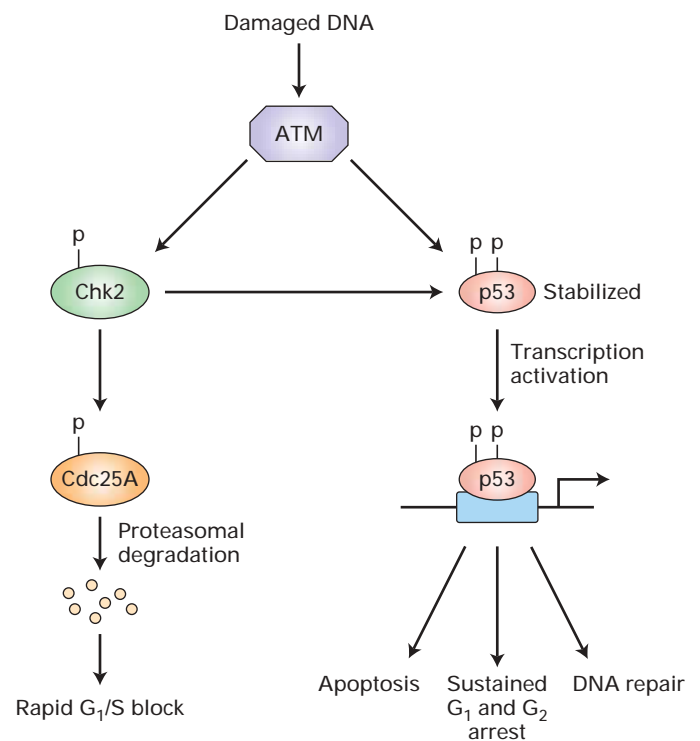 Damaged DNA
ATM
p
Chk2
p p
p53 Stabilized
Transcription
activation
p
Cdc25A
p p
p53
Proteasomal
degradation
Rapid G₁/S block
Apoptosis
Sustained
G₁ and G₂
arrest
DNA repair